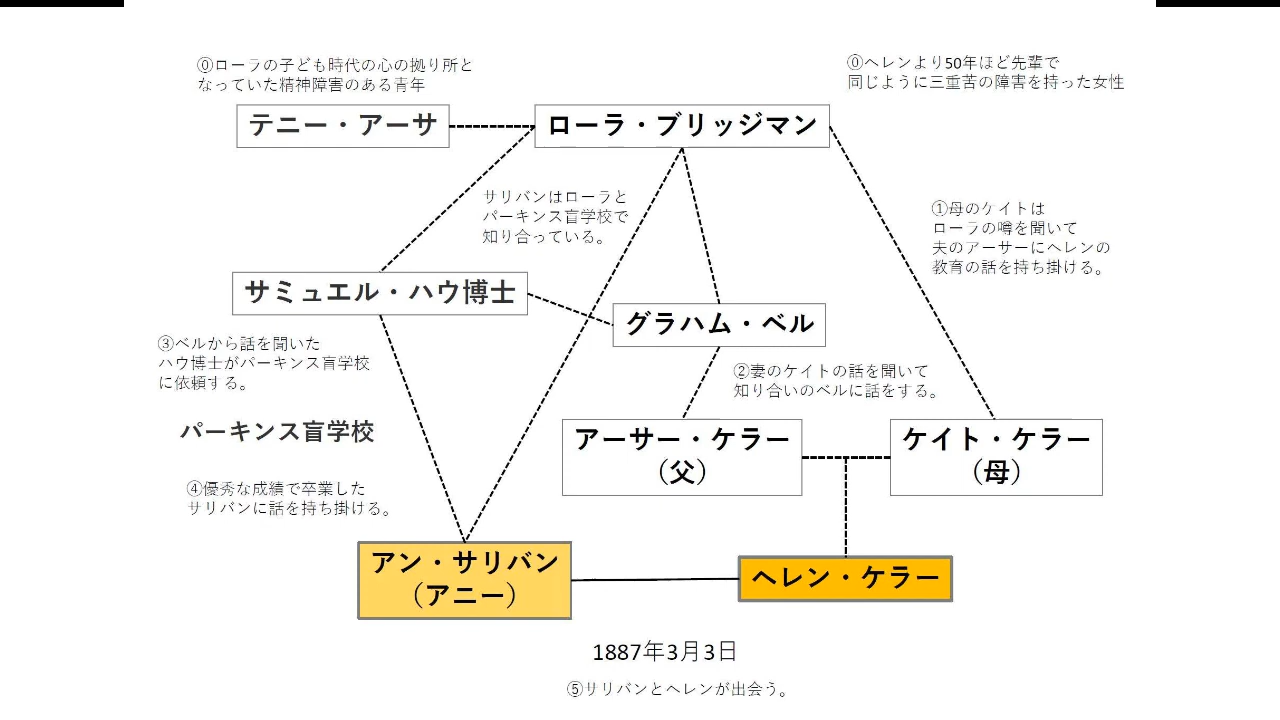 ⓪ローラの子ども時代の心の拠り所と
なっていた精神障害のある青年
⓪ヘレンより50年ほど先輩で
同じように三重苦の障害を持った女性
テニー・アーサ
ローラ・ブリッジマン
サリバンはローラと
パーキンス盲学校で
知り合っている。
①母のケイトは
ローラの噂を聞いて
夫のアーサーにヘレンの
教育の話を持ち掛ける。
サミュエル・ハウ博士
グラハム・ベル
③ベルから話を聞いた
ハウ博士がパーキンス盲学校
に依頼する。
②妻のケイトの話を聞いて
知り合いのベルに話をする。
パーキンス盲学校
アーサー・ケラー
（父）
ケイト・ケラー
（母）
④優秀な成績で卒業した
サリバンに話を持ち掛ける。
アン・サリバン
（アニー）
ヘレン・ケラー
1887年3月3日
⑤サリバンとヘレンが出会う。